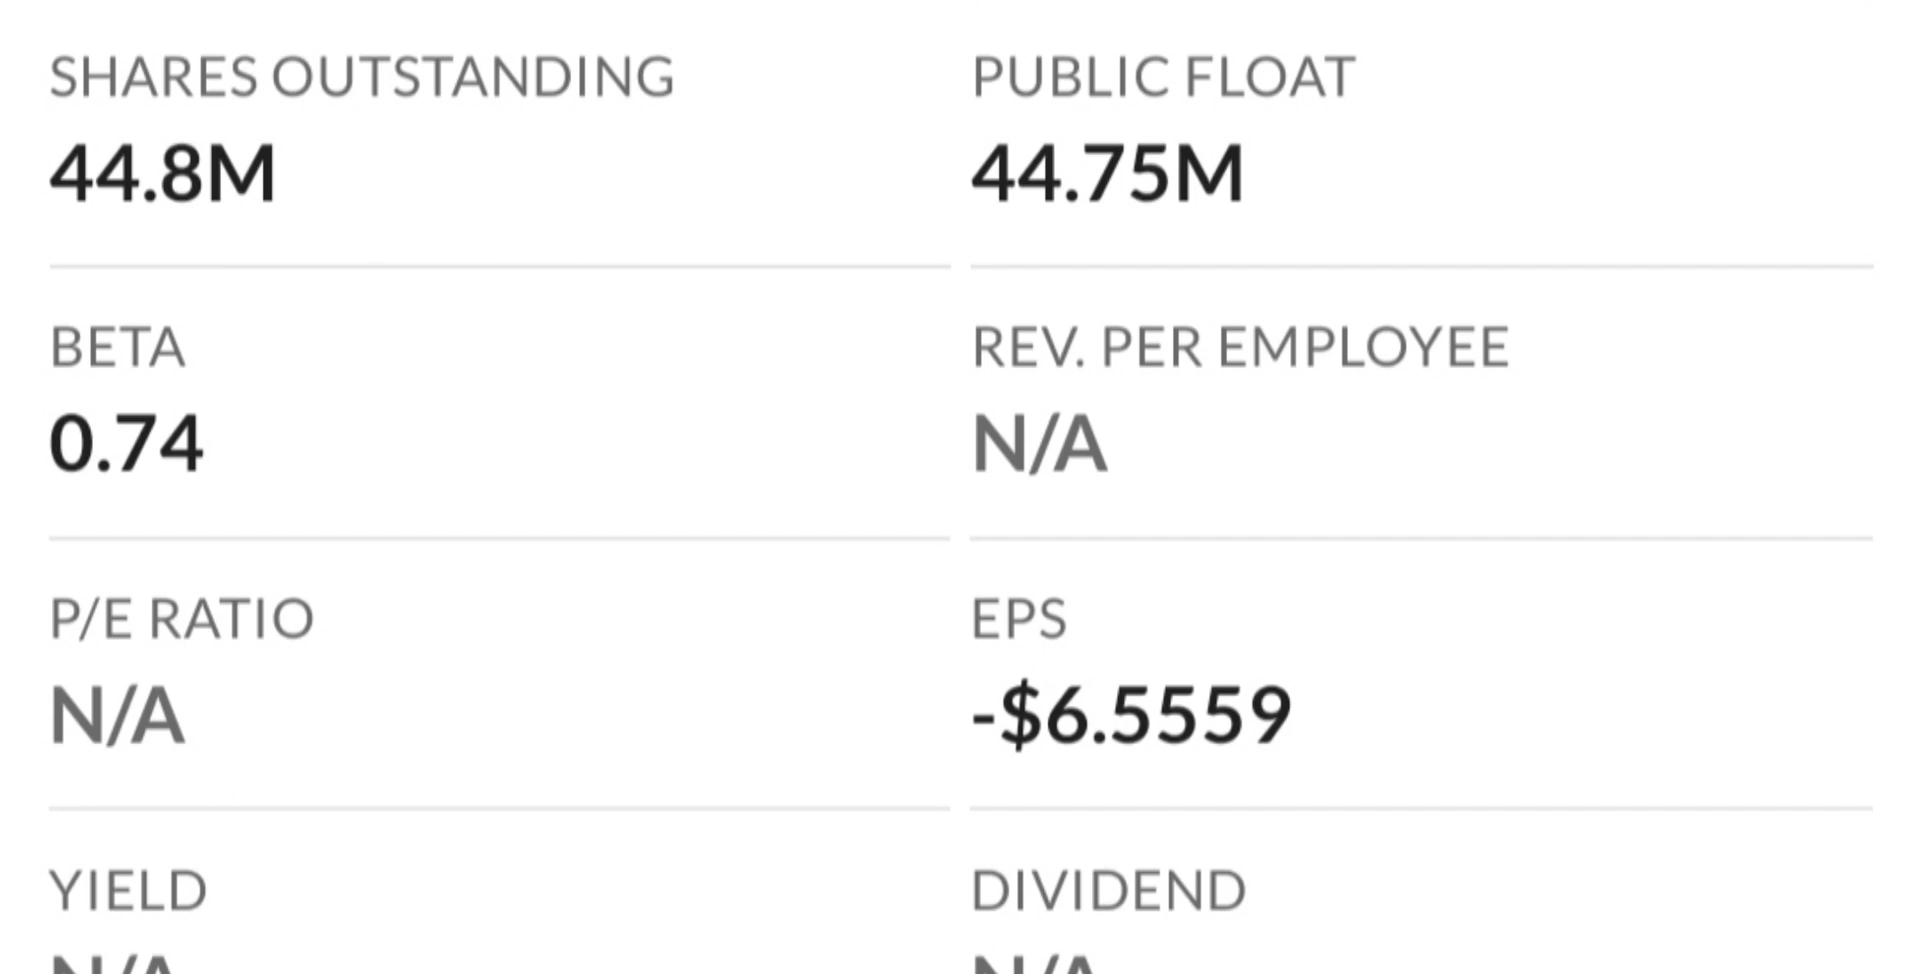 SHARES OUTSTANDING
44.8M
PUBLIC FLOAT
44.75M
BETA
0.74
REV. PER EMPLOYEE
N/A
P/E RATIO
N/A
EPS
-$6.5559
YIELD
N/A
DIVIDEND
N/A